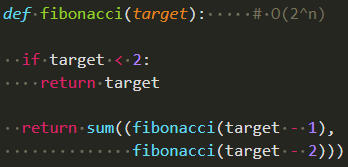 def fibonacci(target):     # O(2^n)
  if target < 2:
    return target
  return sum((fibonacci(target - 1),
              fibonacci(target - 2)))